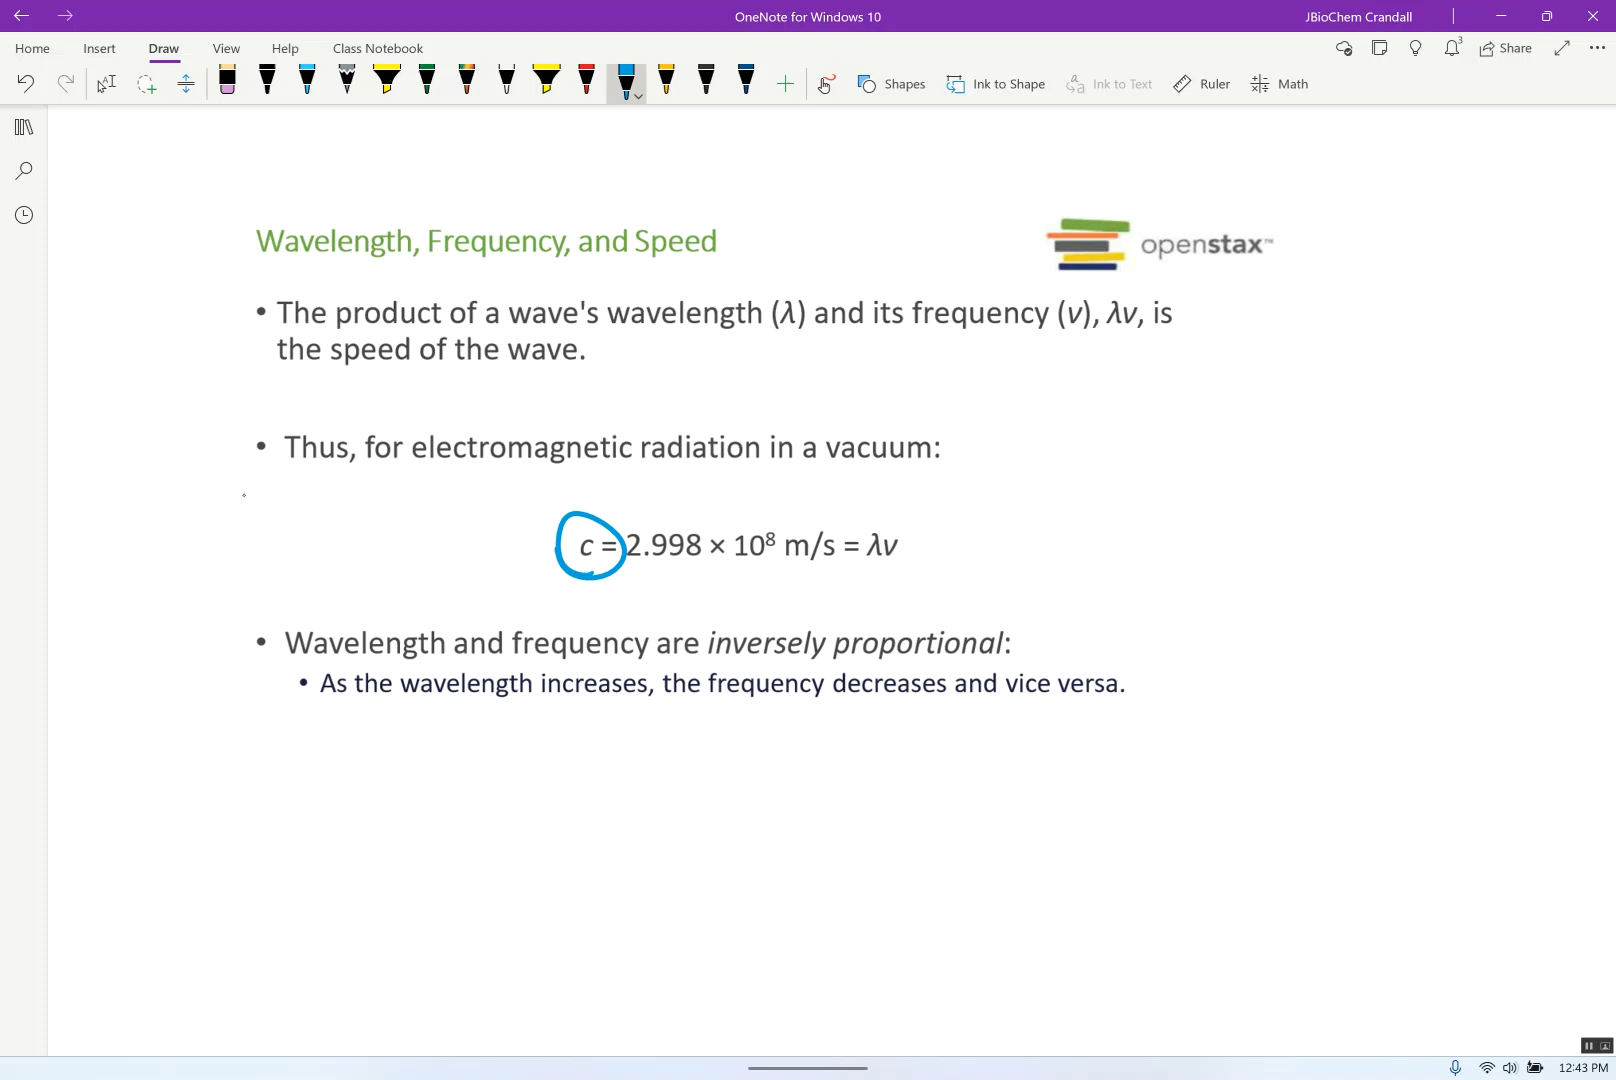 OneNote for Windows 10
JBioChem Crandall
Home Insert Draw View Help Class Notebook
3
Share
Shapes Ink to Shape Ink to Text Ruler Math
Wavelength, Frequency, and Speed
openstax™
• The product of a wave's wavelength (λ) and its frequency (ν), λν, is
the speed of the wave.
• Thus, for electromagnetic radiation in a vacuum:
c = 2.998 × 10⁸ m/s = λν
• Wavelength and frequency are inversely proportional:
• As the wavelength increases, the frequency decreases and vice versa.
12:43 PM